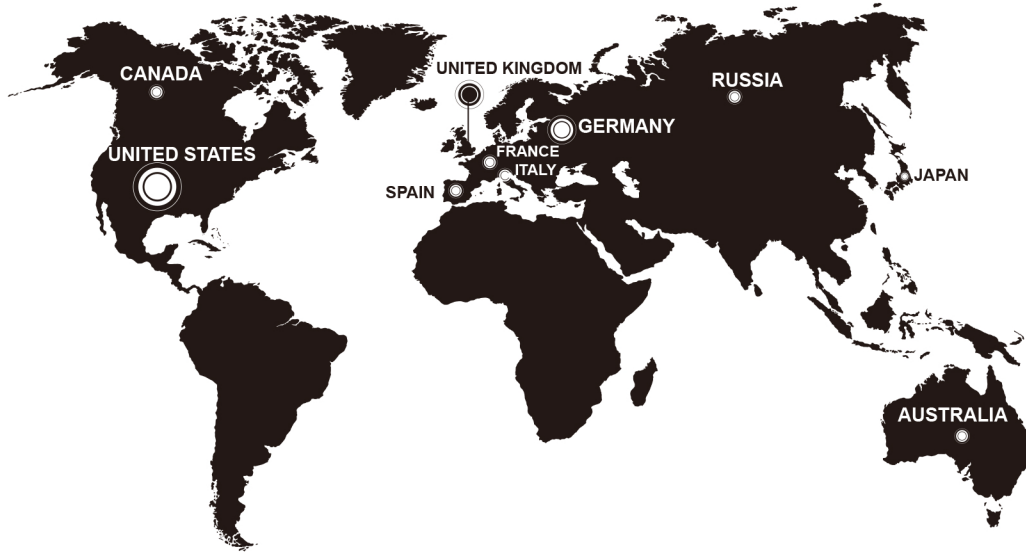 CANADA
UNITED KINGDOM
RUSSIA
GERMANY
UNITED STATES
FRANCE
ITALY
SPAIN
JAPAN
AUSTRALIA